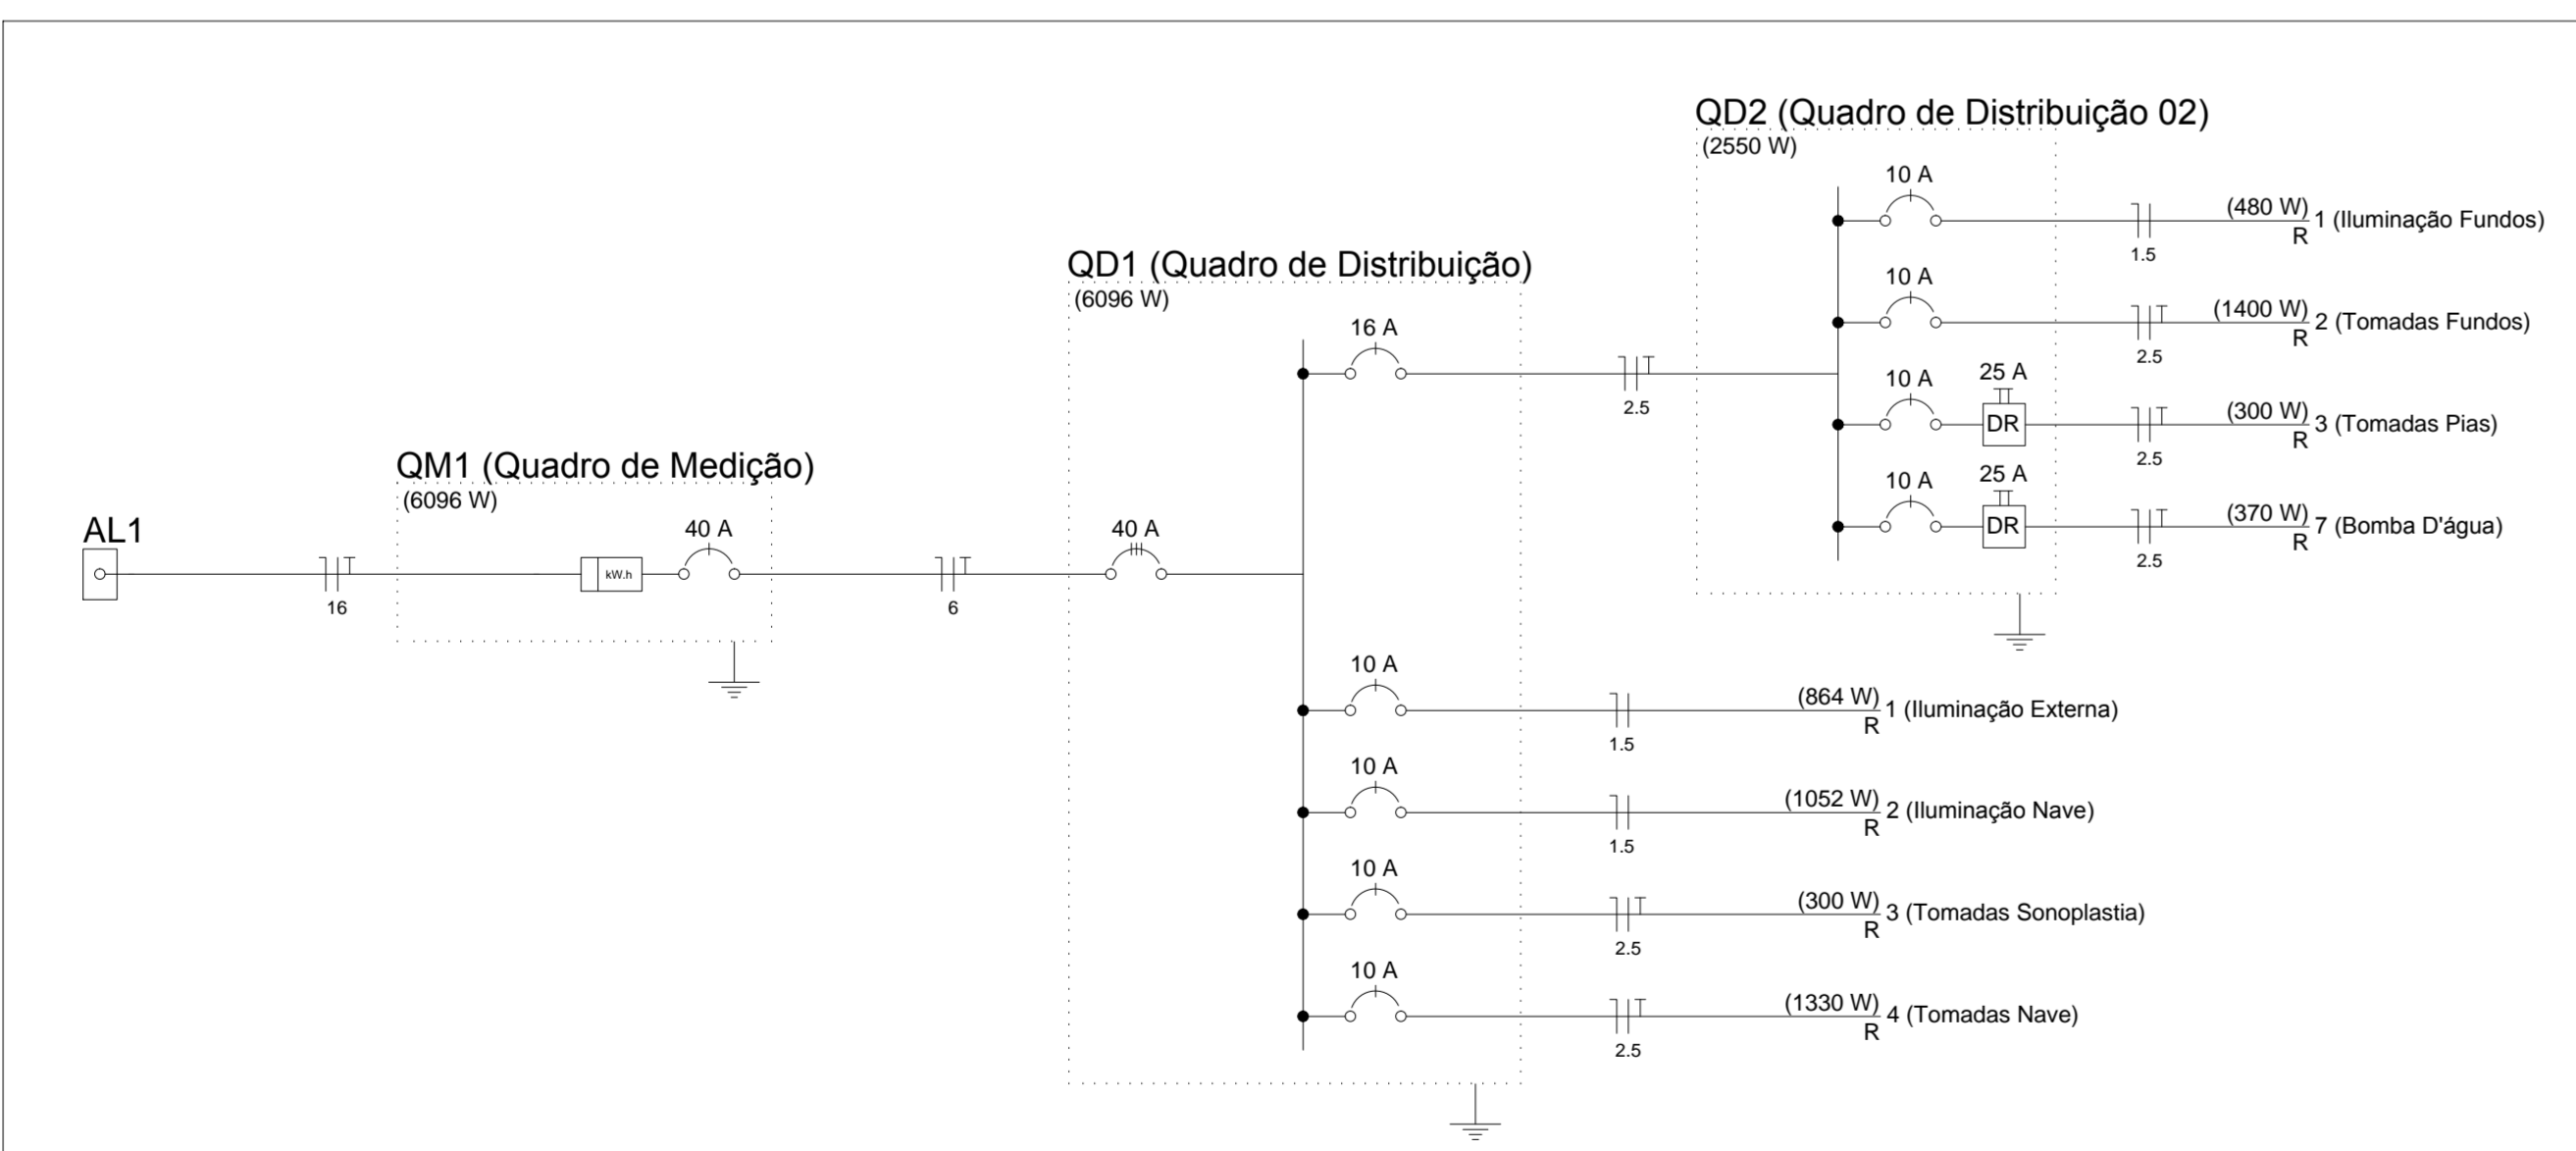 AL1
16
QM1 (Quadro de Medição)
(6096 W)
kW.h
40 A
6
QD1 (Quadro de Distribuição)
(6096 W)
40 A
16 A
2.5
10 A
1.5
(864 W)
R
1 (Iluminação Externa)
10 A
1.5
(1052 W)
R
2 (Iluminação Nave)
10 A
2.5
(300 W)
R
3 (Tomadas Sonoplastia)
10 A
2.5
(1330 W)
R
4 (Tomadas Nave)
QD2 (Quadro de Distribuição 02)
(2550 W)
10 A
1.5
(480 W)
R
1 (Iluminação Fundos)
10 A
2.5
(1400 W)
R
2 (Tomadas Fundos)
10 A
25 A
DR
2.5
(300 W)
R
3 (Tomadas Pias)
10 A
25 A
DR
2.5
(370 W)
R
7 (Bomba D'água)